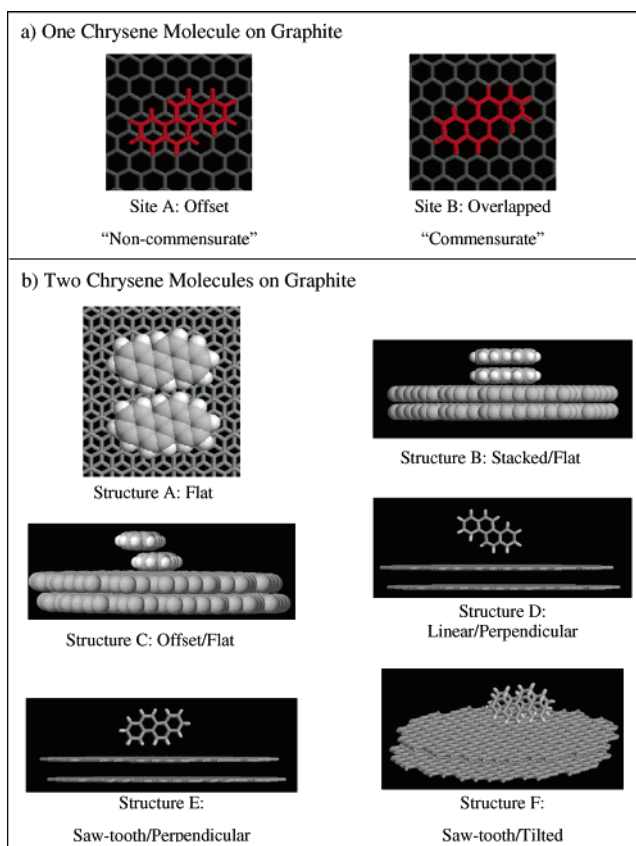 a) One Chrysene Molecule on Graphite
Site A: Offset
“Non-commensurate”
Site B: Overlapped
“Commensurate”
b) Two Chrysene Molecules on Graphite
Structure A: Flat
Structure B: Stacked/Flat
Structure C: Offset/Flat
Structure D:
Linear/Perpendicular
Structure E:
Saw-tooth/Perpendicular
Structure F:
Saw-tooth/Tilted